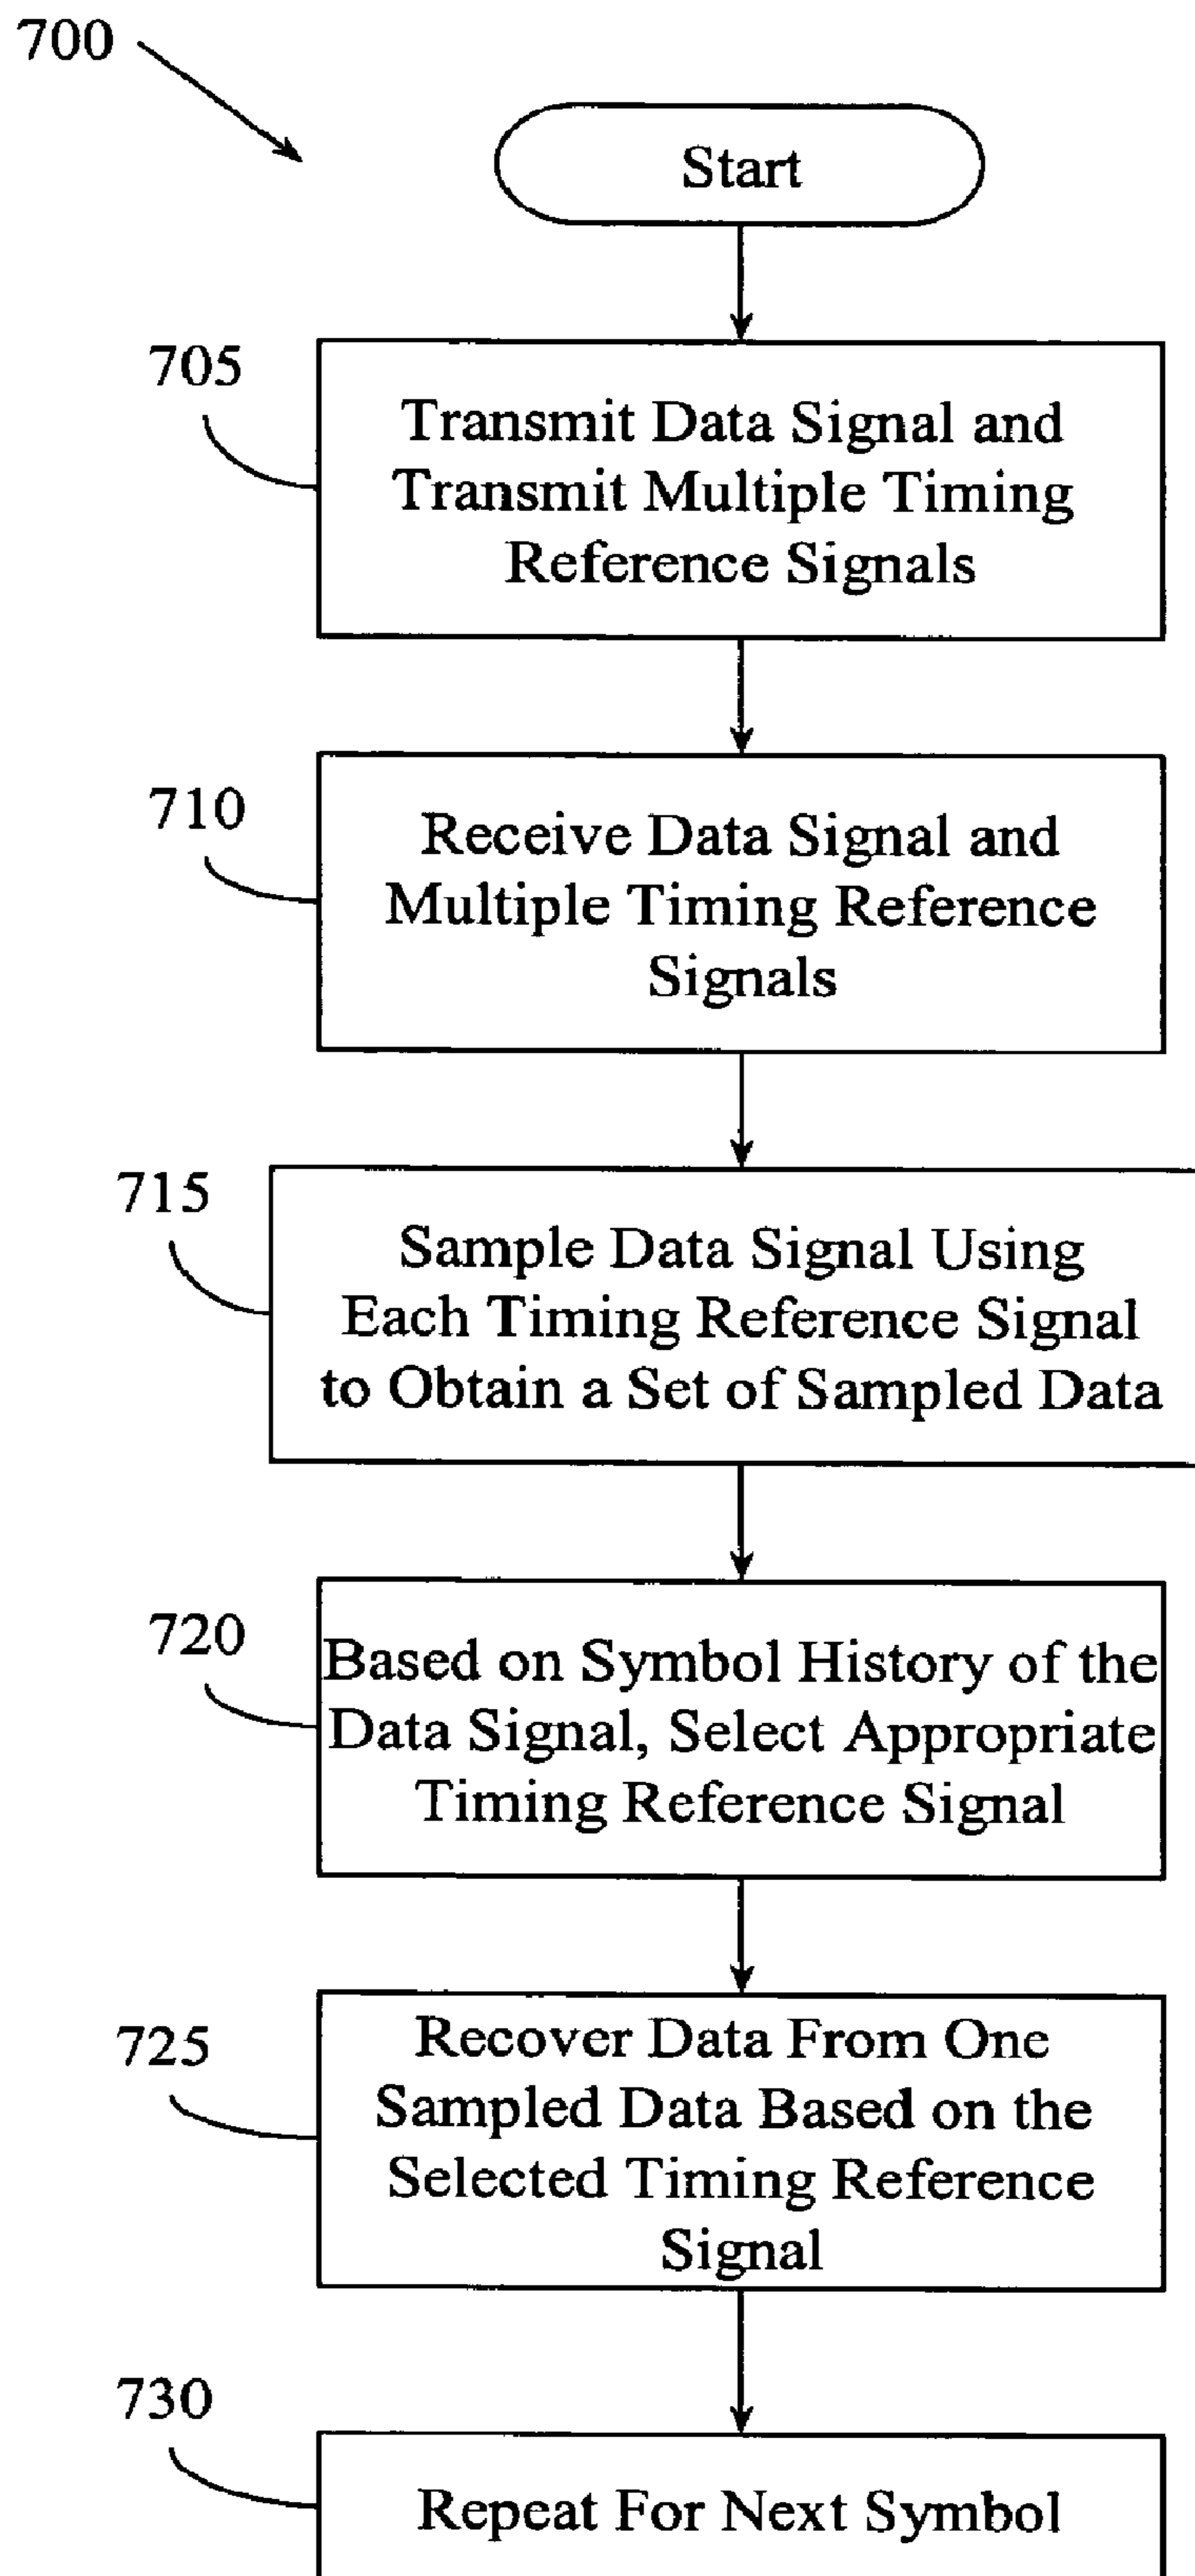 700
Start
705
Transmit Data Signal and
Transmit Multiple Timing
Reference Signals
710
Receive Data Signal and
Multiple Timing Reference
Signals
715
Sample Data Signal Using
Each Timing Reference Signal
to Obtain a Set of Sampled Data
720
Based on Symbol History of the
Data Signal, Select Appropriate
Timing Reference Signal
725
Recover Data From One
Sampled Data Based on the
Selected Timing Reference
Signal
730
Repeat For Next Symbol